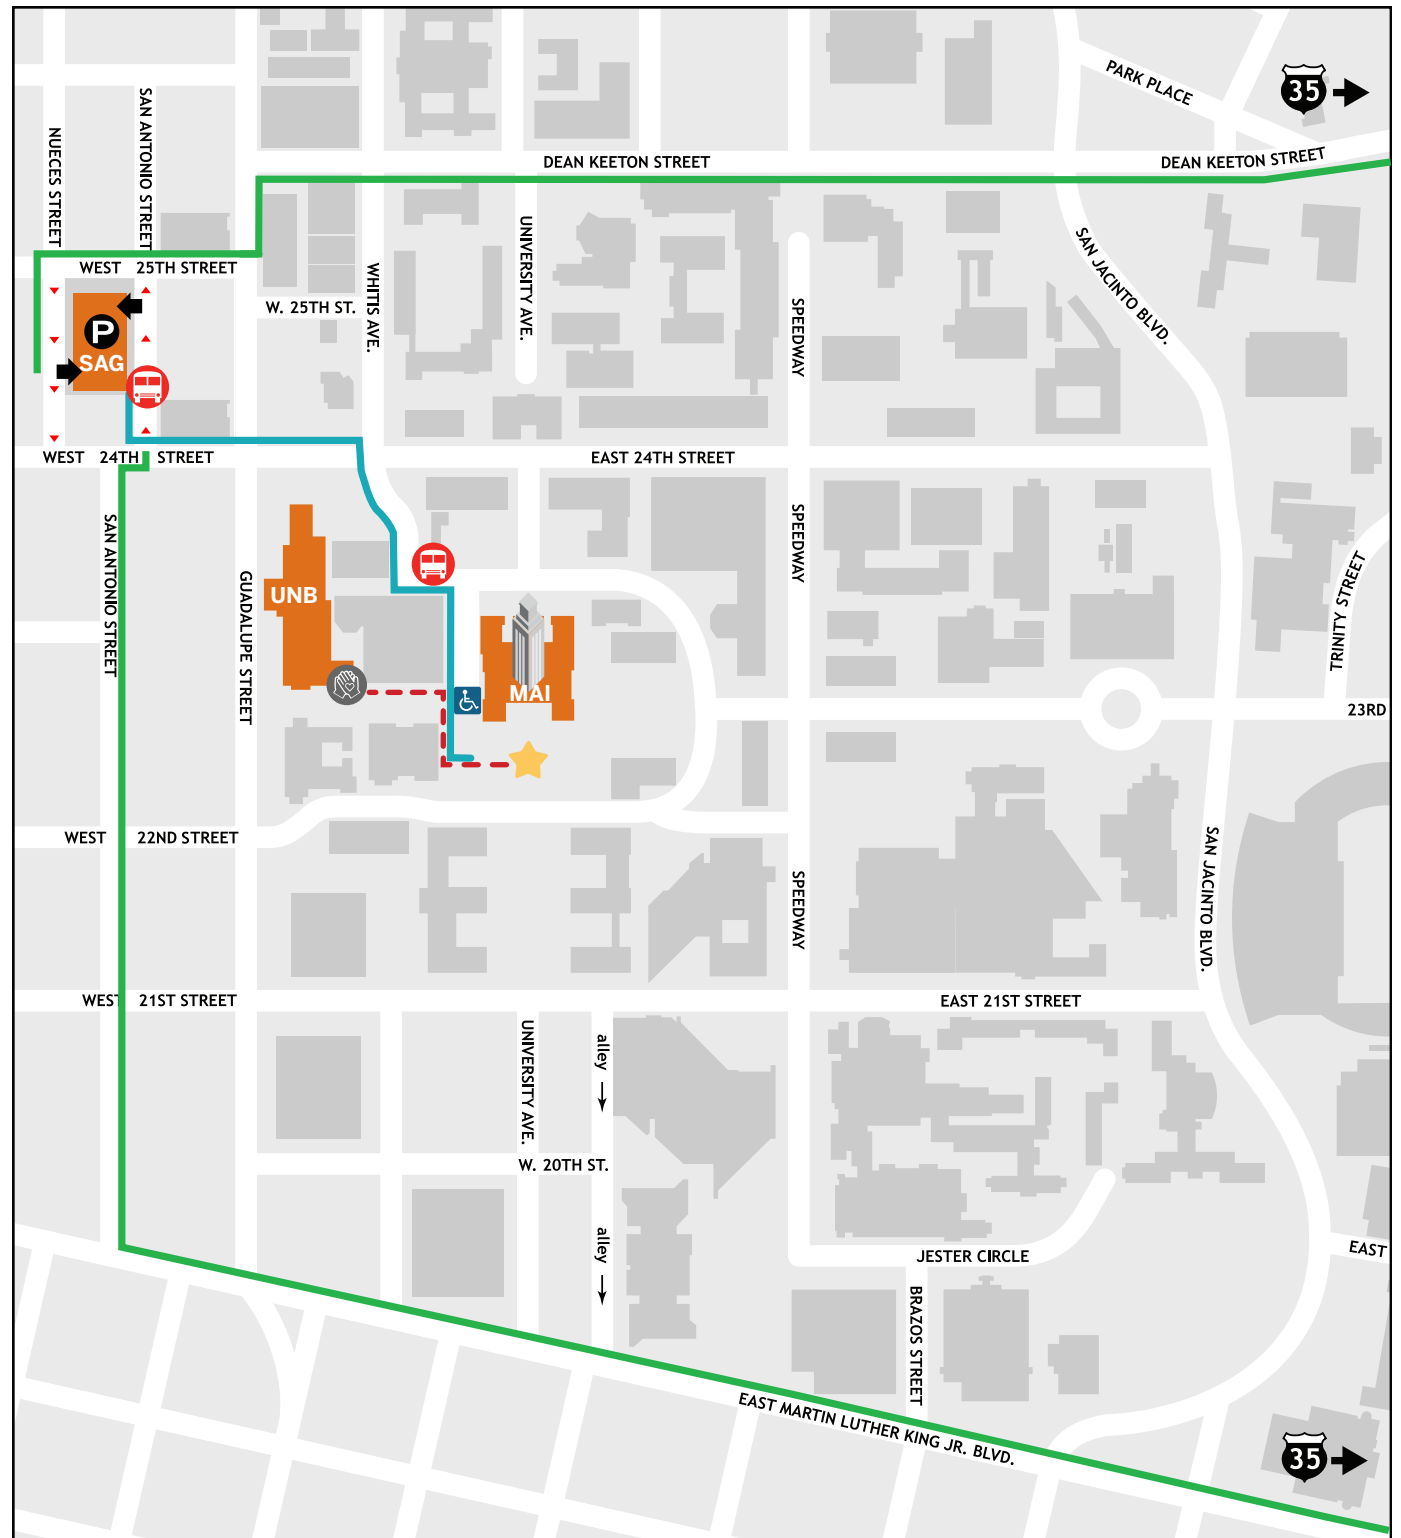 PARK PLACE
35
SAN ANTONIO STREET
NUECES STREET
DEAN KEETON STREET
DEAN KEETON STREET
WEST 25TH STREET
W. 25TH ST.
WHITIS AVE.
UNIVERSITY AVE.
SPEEDWAY
SAN JACINTO BLVD.
P
SAG
WEST 24TH STREET
EAST 24TH STREET
SAN ANTONIO STREET
GUADALUPE STREET
SPEEDWAY
UNB
MAI
TRINITY STREET
23RD
WEST 22ND STREET
SPEEDWAY
SAN JACINTO BLVD.
WEST 21ST STREET
EAST 21ST STREET
UNIVERSITY AVE.
alley
W. 20TH ST.
alley
JESTER CIRCLE
EAST
BRAZOS STREET
EAST MARTIN LUTHER KING JR. BLVD.
35